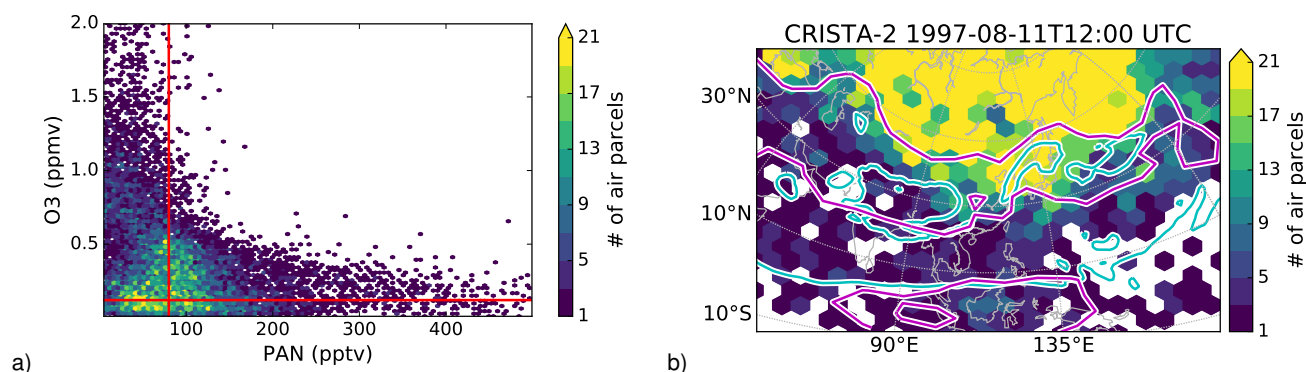 2.0
1.5
1.0
0.5
O3 (ppmv)
100
200
300
400
PAN (pptv)
21
17
13
9
5
1
# of air parcels
a)
CRISTA-2 1997-08-11T12:00 UTC
30°N
10°N
10°S
90°E
135°E
21
17
13
9
5
1
# of air parcels
b)